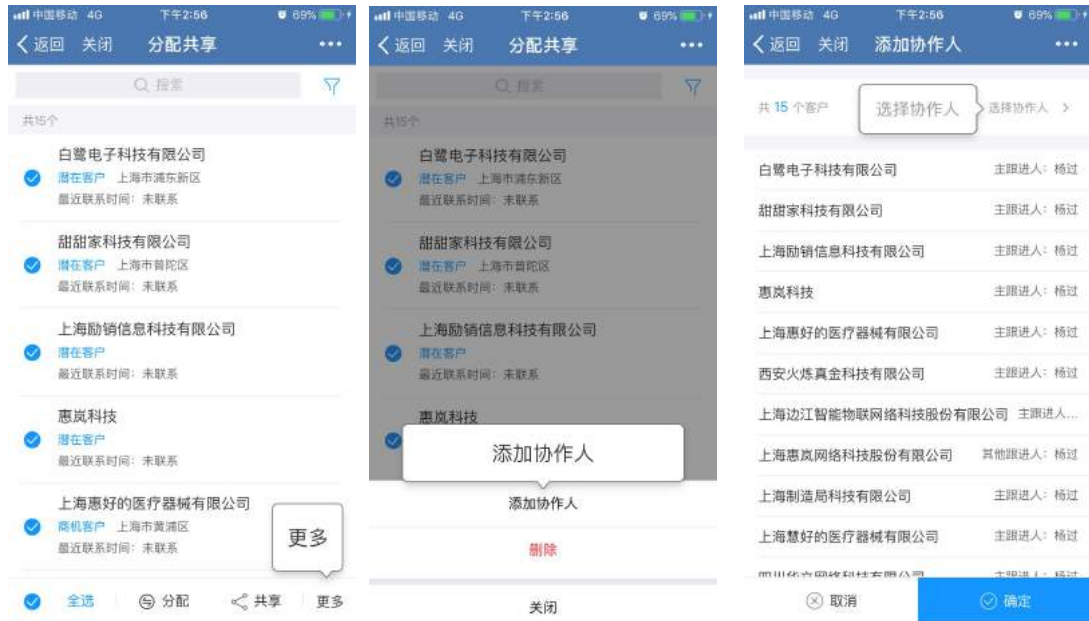 中国移动 4G 下午2:56 69%
返回 关闭 分配共享
搜索
共15个
白鹭电子科技有限公司
潜在客户 上海市浦东新区
最近联系时间：未联系
甜甜家科技有限公司
潜在客户 上海市普陀区
最近联系时间：未联系
上海励销信息科技有限公司
潜在客户
最近联系时间：未联系
惠岚科技
潜在客户
最近联系时间：未联系
上海惠好的医疗器械有限公司
商机客户 上海市黄浦区
最近联系时间：未联系
更多
全选 分配 共享 更多
中国移动 4G 下午2:56 69%
返回 关闭 分配共享
搜索
共15个
白鹭电子科技有限公司
潜在客户 上海市浦东新区
最近联系时间：未联系
甜甜家科技有限公司
潜在客户 上海市普陀区
最近联系时间：未联系
上海励销信息科技有限公司
潜在客户
最近联系时间：未联系
惠岚科技
添加协作人
添加协作人
删除
关闭
中国移动 4G 下午2:56 69%
返回 关闭 添加协作人
共 15 个客户 选择协作人 选择协作人
白鹭电子科技有限公司 主跟进人：杨过
甜甜家科技有限公司 主跟进人：杨过
上海励销信息科技有限公司 主跟进人：杨过
惠岚科技 主跟进人：杨过
上海惠好的医疗器械有限公司 主跟进人：杨过
西安火炼真金科技有限公司 主跟进人：杨过
上海边江智能物联网络科技股份有限公司 主跟进人...
上海惠岚网络科技股份有限公司 其他跟进人：杨过
上海制造局科技有限公司 主跟进人：杨过
上海慧好的医疗器械有限公司 主跟进人：杨过
取消 确定